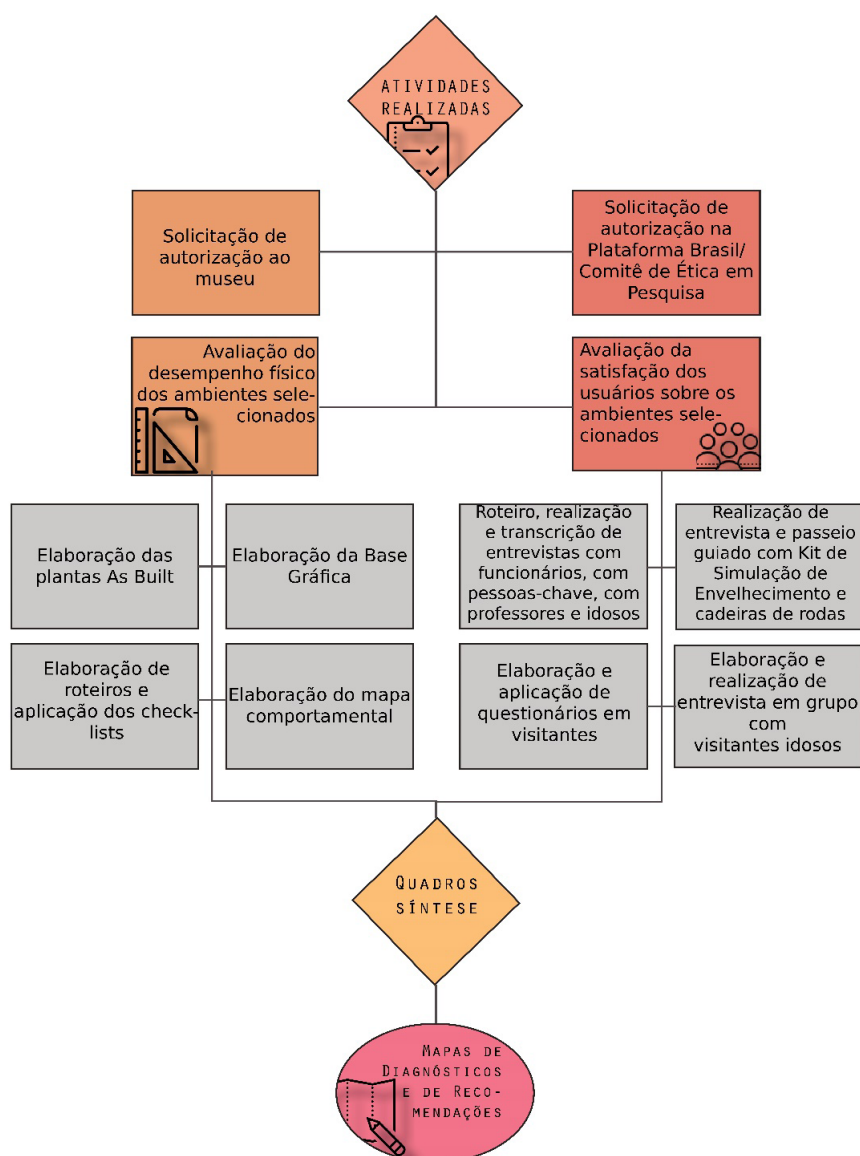 ATIVIDADES
REALIZADAS
Solicitação de
autorização ao
museu
Solicitação de
autorização na
Plataforma Brasil/
Comitê de Ética em
Pesquisa
Avaliação do
desempenho físico
dos ambientes sele-
cionados
Avaliação da
satisfação dos
usuários sobre os
ambientes sele-
cionados
Elaboração das
plantas As Built
Elaboração da Base
Gráfica
Roteiro, realização
e transcrição de
entrevistas com
funcionários, com
pessoas-chave, com
professores e idosos
Realização de
entrevista e passeio
guiado com Kit de
Simulação de
Envelhecimento e
cadeiras de rodas
Elaboração de
roteiros e
aplicação dos check-
lists
Elaboração do mapa
comportamental
Elaboração e
aplicação de
questionários em
visitantes
Elaboração e
realização de
entrevista em grupo
com
visitantes idosos
QUADROS
SÍNTESE
MAPAS DE
DIAGNÓSTICOS
E DE RECO-
MENDAÇÕES